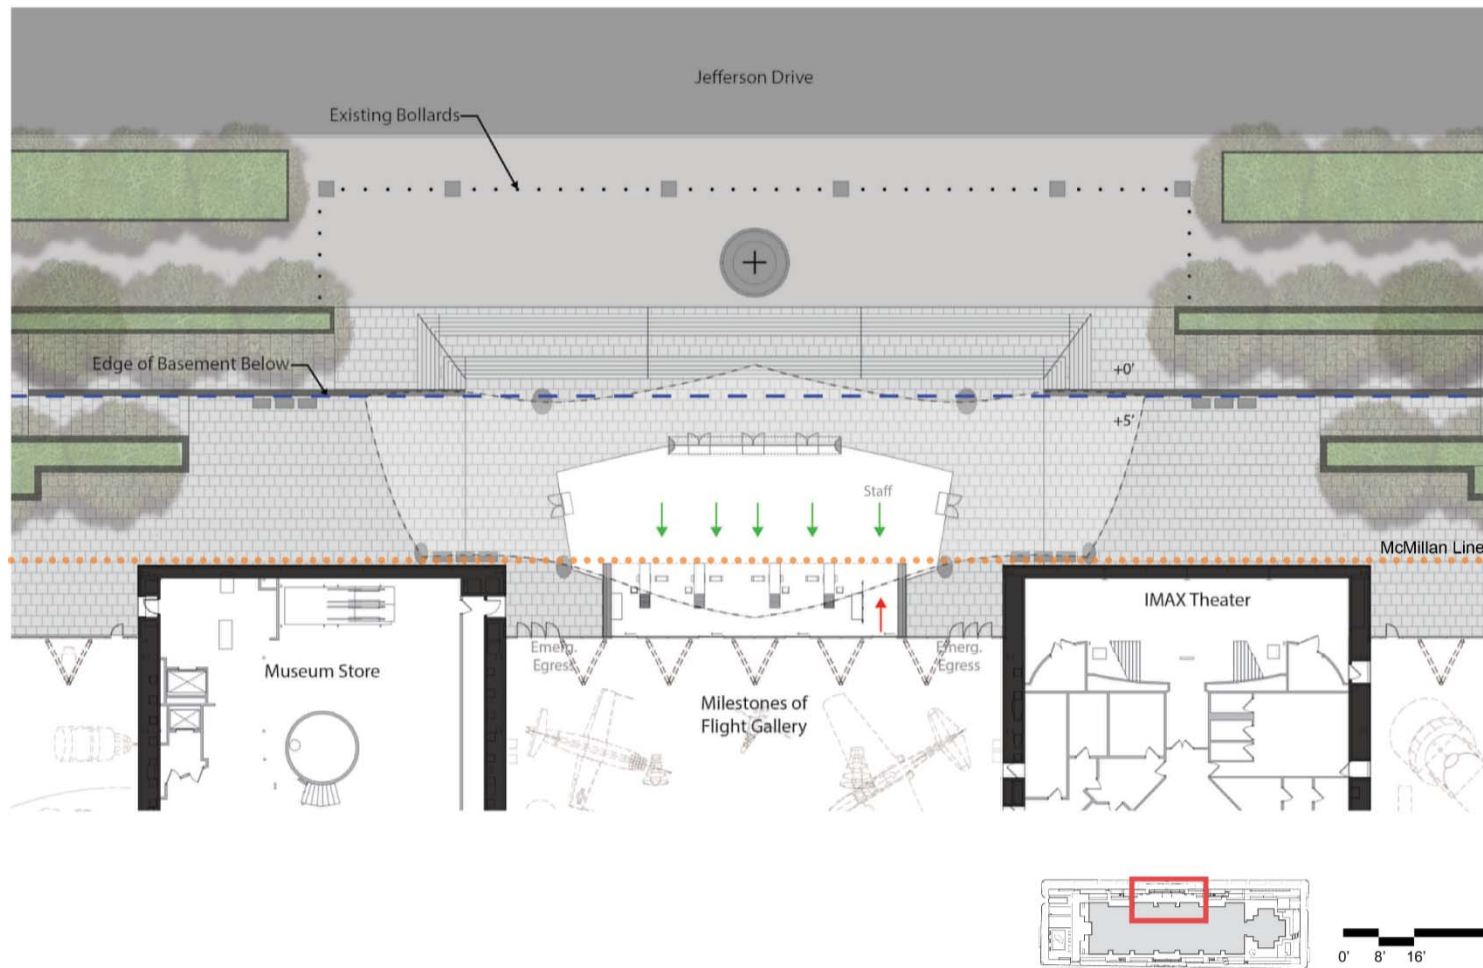 Jefferson Drive
Existing Bollards
Edge of Basement Below
+0'
+5'
Staff
McMillan Line
IMAX Theater
Museum Store
Emerg.
Egress
Emerg.
Egress
Milestones of
Flight Gallery
0' 8' 16'